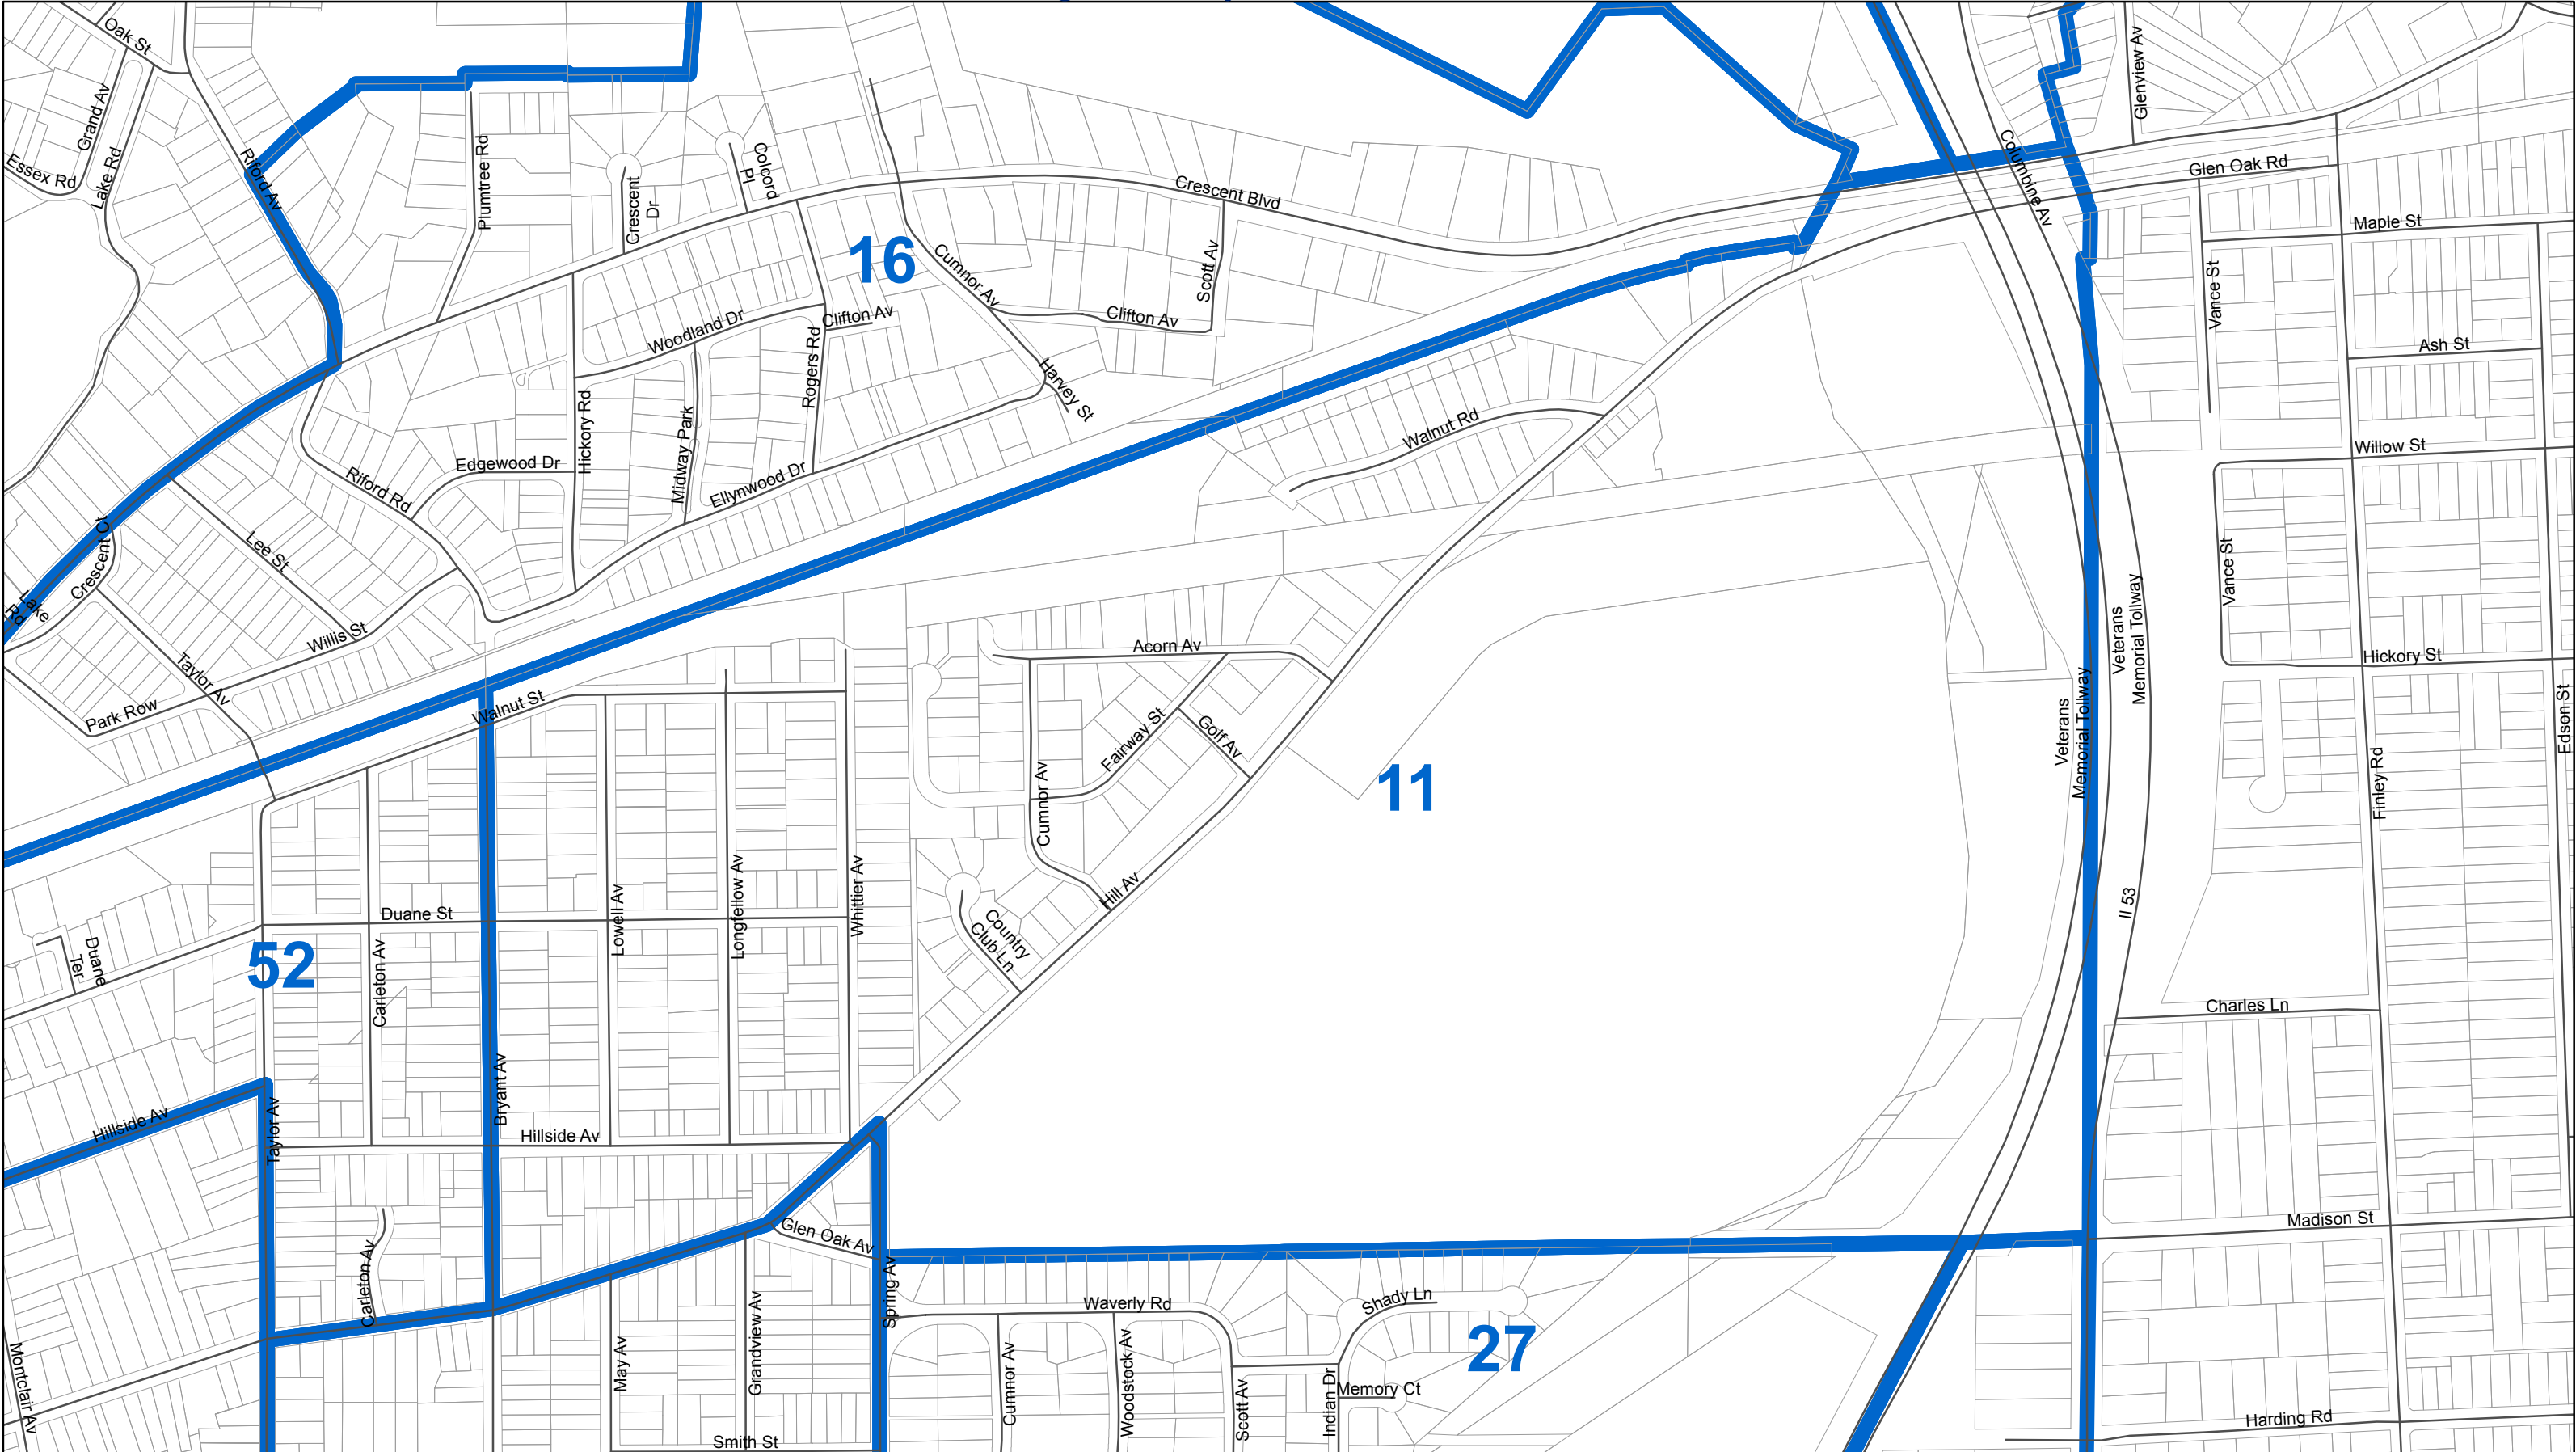 Oak St
Grand Av
Essex Rd
Lake Rd
Riford Av
Plumtree Rd
Crescent
Dr
Colcord
Pl
Crescent Blvd
Columbine Av
Glenview Av
Glen Oak Rd
Maple St
16
Cumnor Av
Scott Av
Clifton Av
Clifton Av
Woodland Dr
Rogers Rd
Harvey St
Vance St
Ash St
Hickory Rd
Midway Park
Walnut Rd
Willow St
Edgewood Dr
Riford Rd
Ellynwood Dr
Crescent Ct
Lee St
Lake
Rd
Willis St
Taylor Av
Park Row
Walnut St
Acorn Av
Fairway St
Golf Av
Cumnor Av
11
Veterans
Memorial Tollway
Veterans
Memorial Tollway
Vance St
Hickory St
Edson St
Finley Rd
Il 53
Hill Av
Duane St
Lowell Av
Longfellow Av
Whittier Av
Country
Club Ln
Duane
Ter
52
Carleton Av
Charles Ln
Bryant Av
Hillside Av
Taylor Av
Hillside Av
Madison St
Glen Oak Av
Carleton Av
Spring Av
Waverly Rd
Shady Ln
27
Montclair Av
May Av
Grandview Av
Cumnor Av
Woodstock Av
Scott Av
Indian Dr
Memory Ct
Harding Rd
Smith St